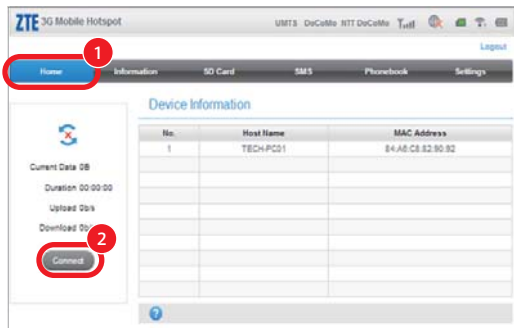 ZTE 3G Mobile Hotspot
UMTS DoCoMo NTT DoCoMo
Logout
1
Home Information SD Card SMS Phonebook Settings
Device Information
No. Host Name MAC Address
1 TECH-PC01 84:A6:C8:82:90:92
Current Data 0B
Duration 00:00:00
Upload 0b/s
Download 0b/
2
Connect